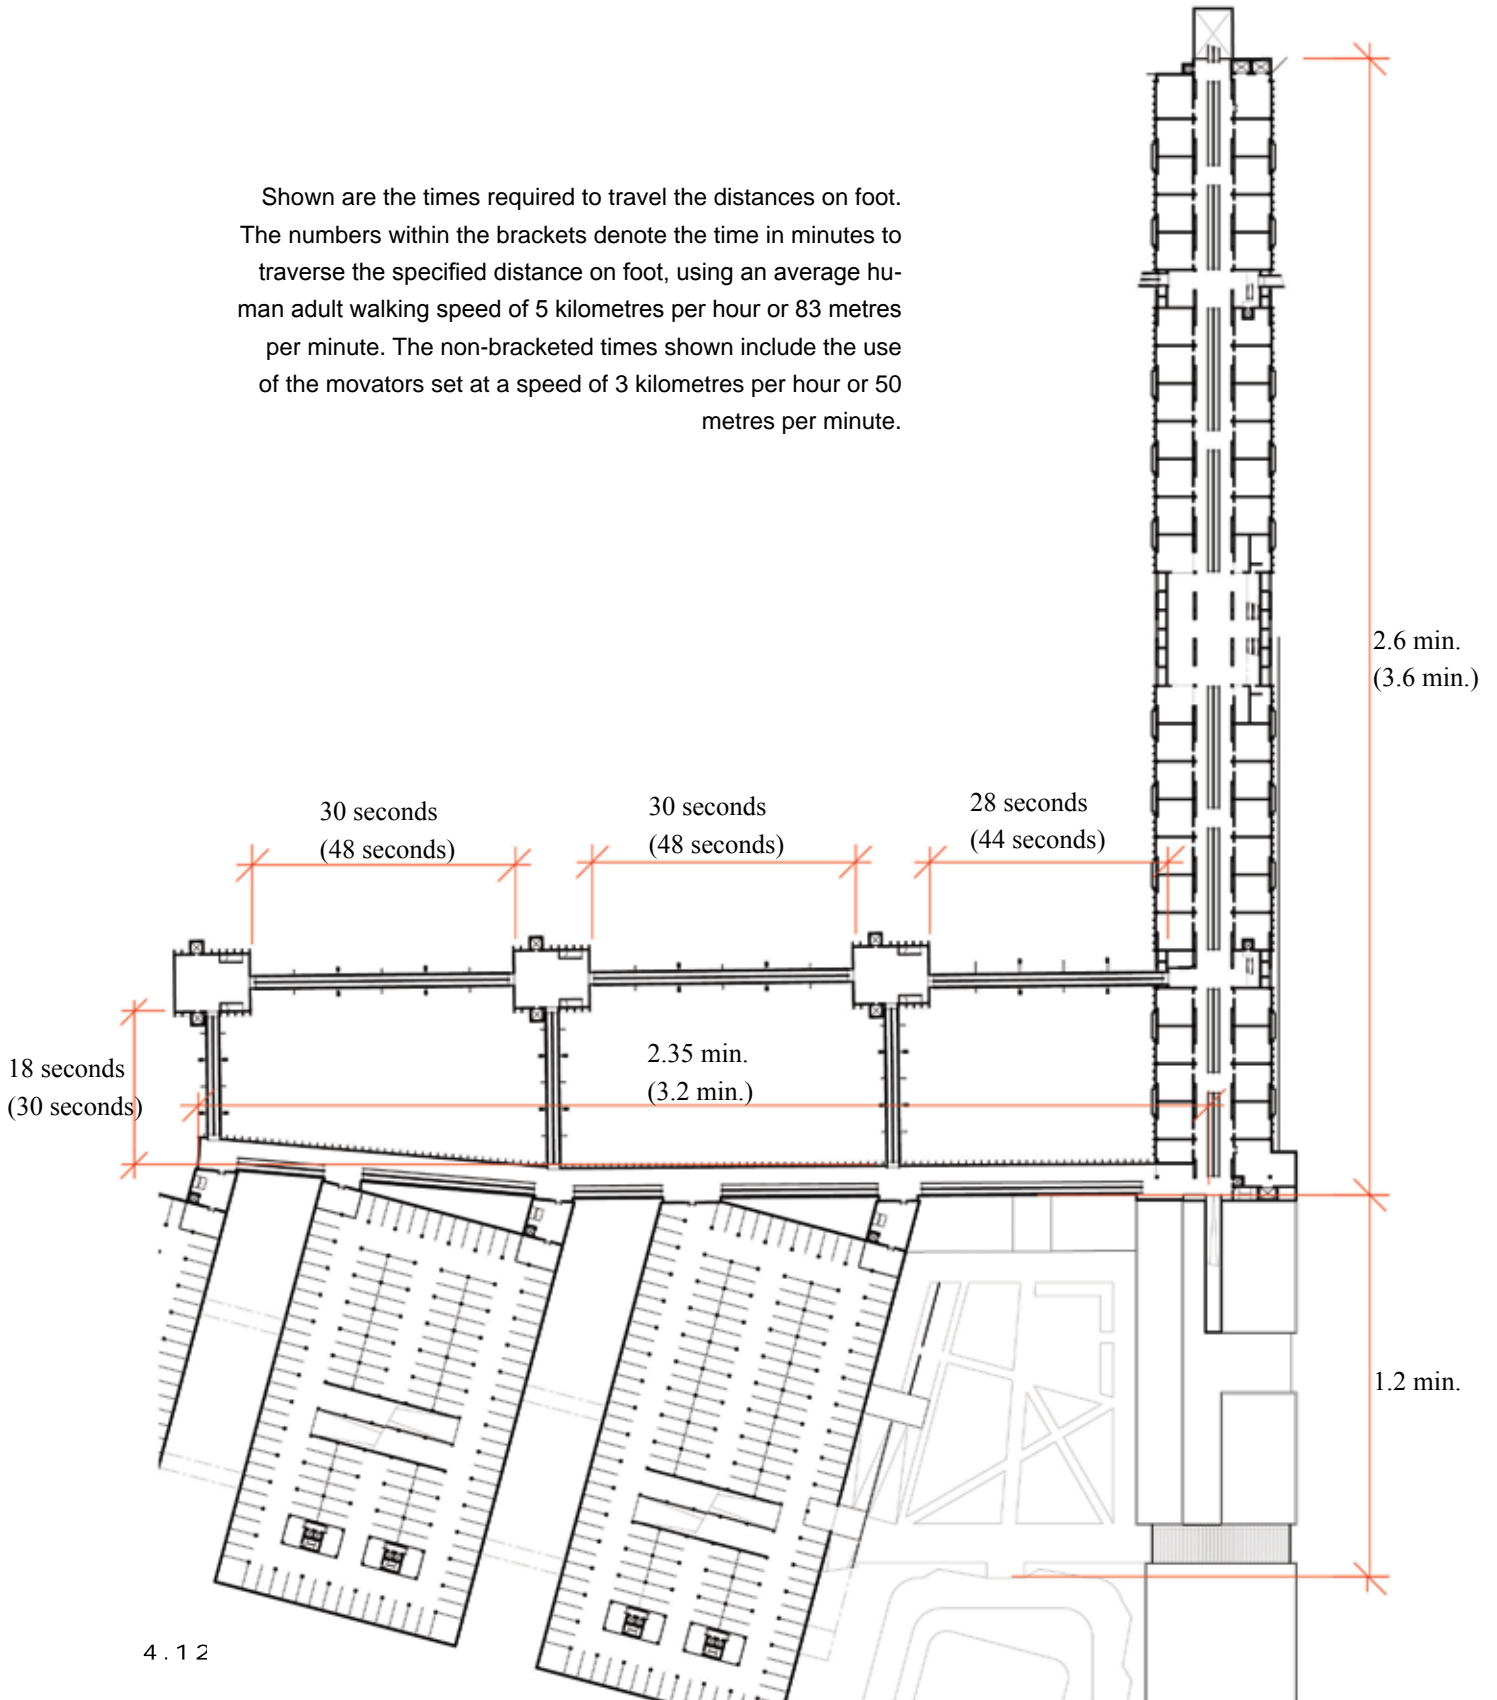 Shown are the times required to travel the distances on foot.
The numbers within the brackets denote the time in minutes to
traverse the specified distance on foot, using an average hu-
man adult walking speed of 5 kilometres per hour or 83 metres
per minute. The non-bracketed times shown include the use
of the movators set at a speed of 3 kilometres per hour or 50
metres per minute.
2.6 min.
(3.6 min.)
30 seconds
(48 seconds)
30 seconds
(48 seconds)
28 seconds
(44 seconds)
18 seconds
(30 seconds)
2.35 min.
(3.2 min.)
1.2 min.
4.12